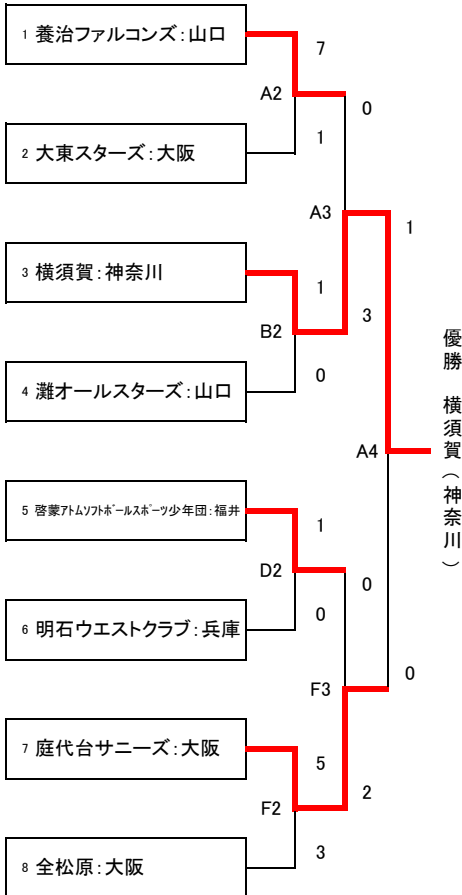 1 養治ファルコンズ:山口
7
A2
0
1
2 大東スターズ:大阪
A3
1
3 横須賀:神奈川
1
3
B2
0
4 灘オールスターズ:山口
優勝 横須賀(神奈川)
A4
5 啓蒙アトムソフトボールスポーツ少年団:福井
1
D2
0
0
6 明石ウエストクラブ:兵庫
F3
0
7 庭代台サニーズ:大阪
5
2
F2
3
8 全松原:大阪